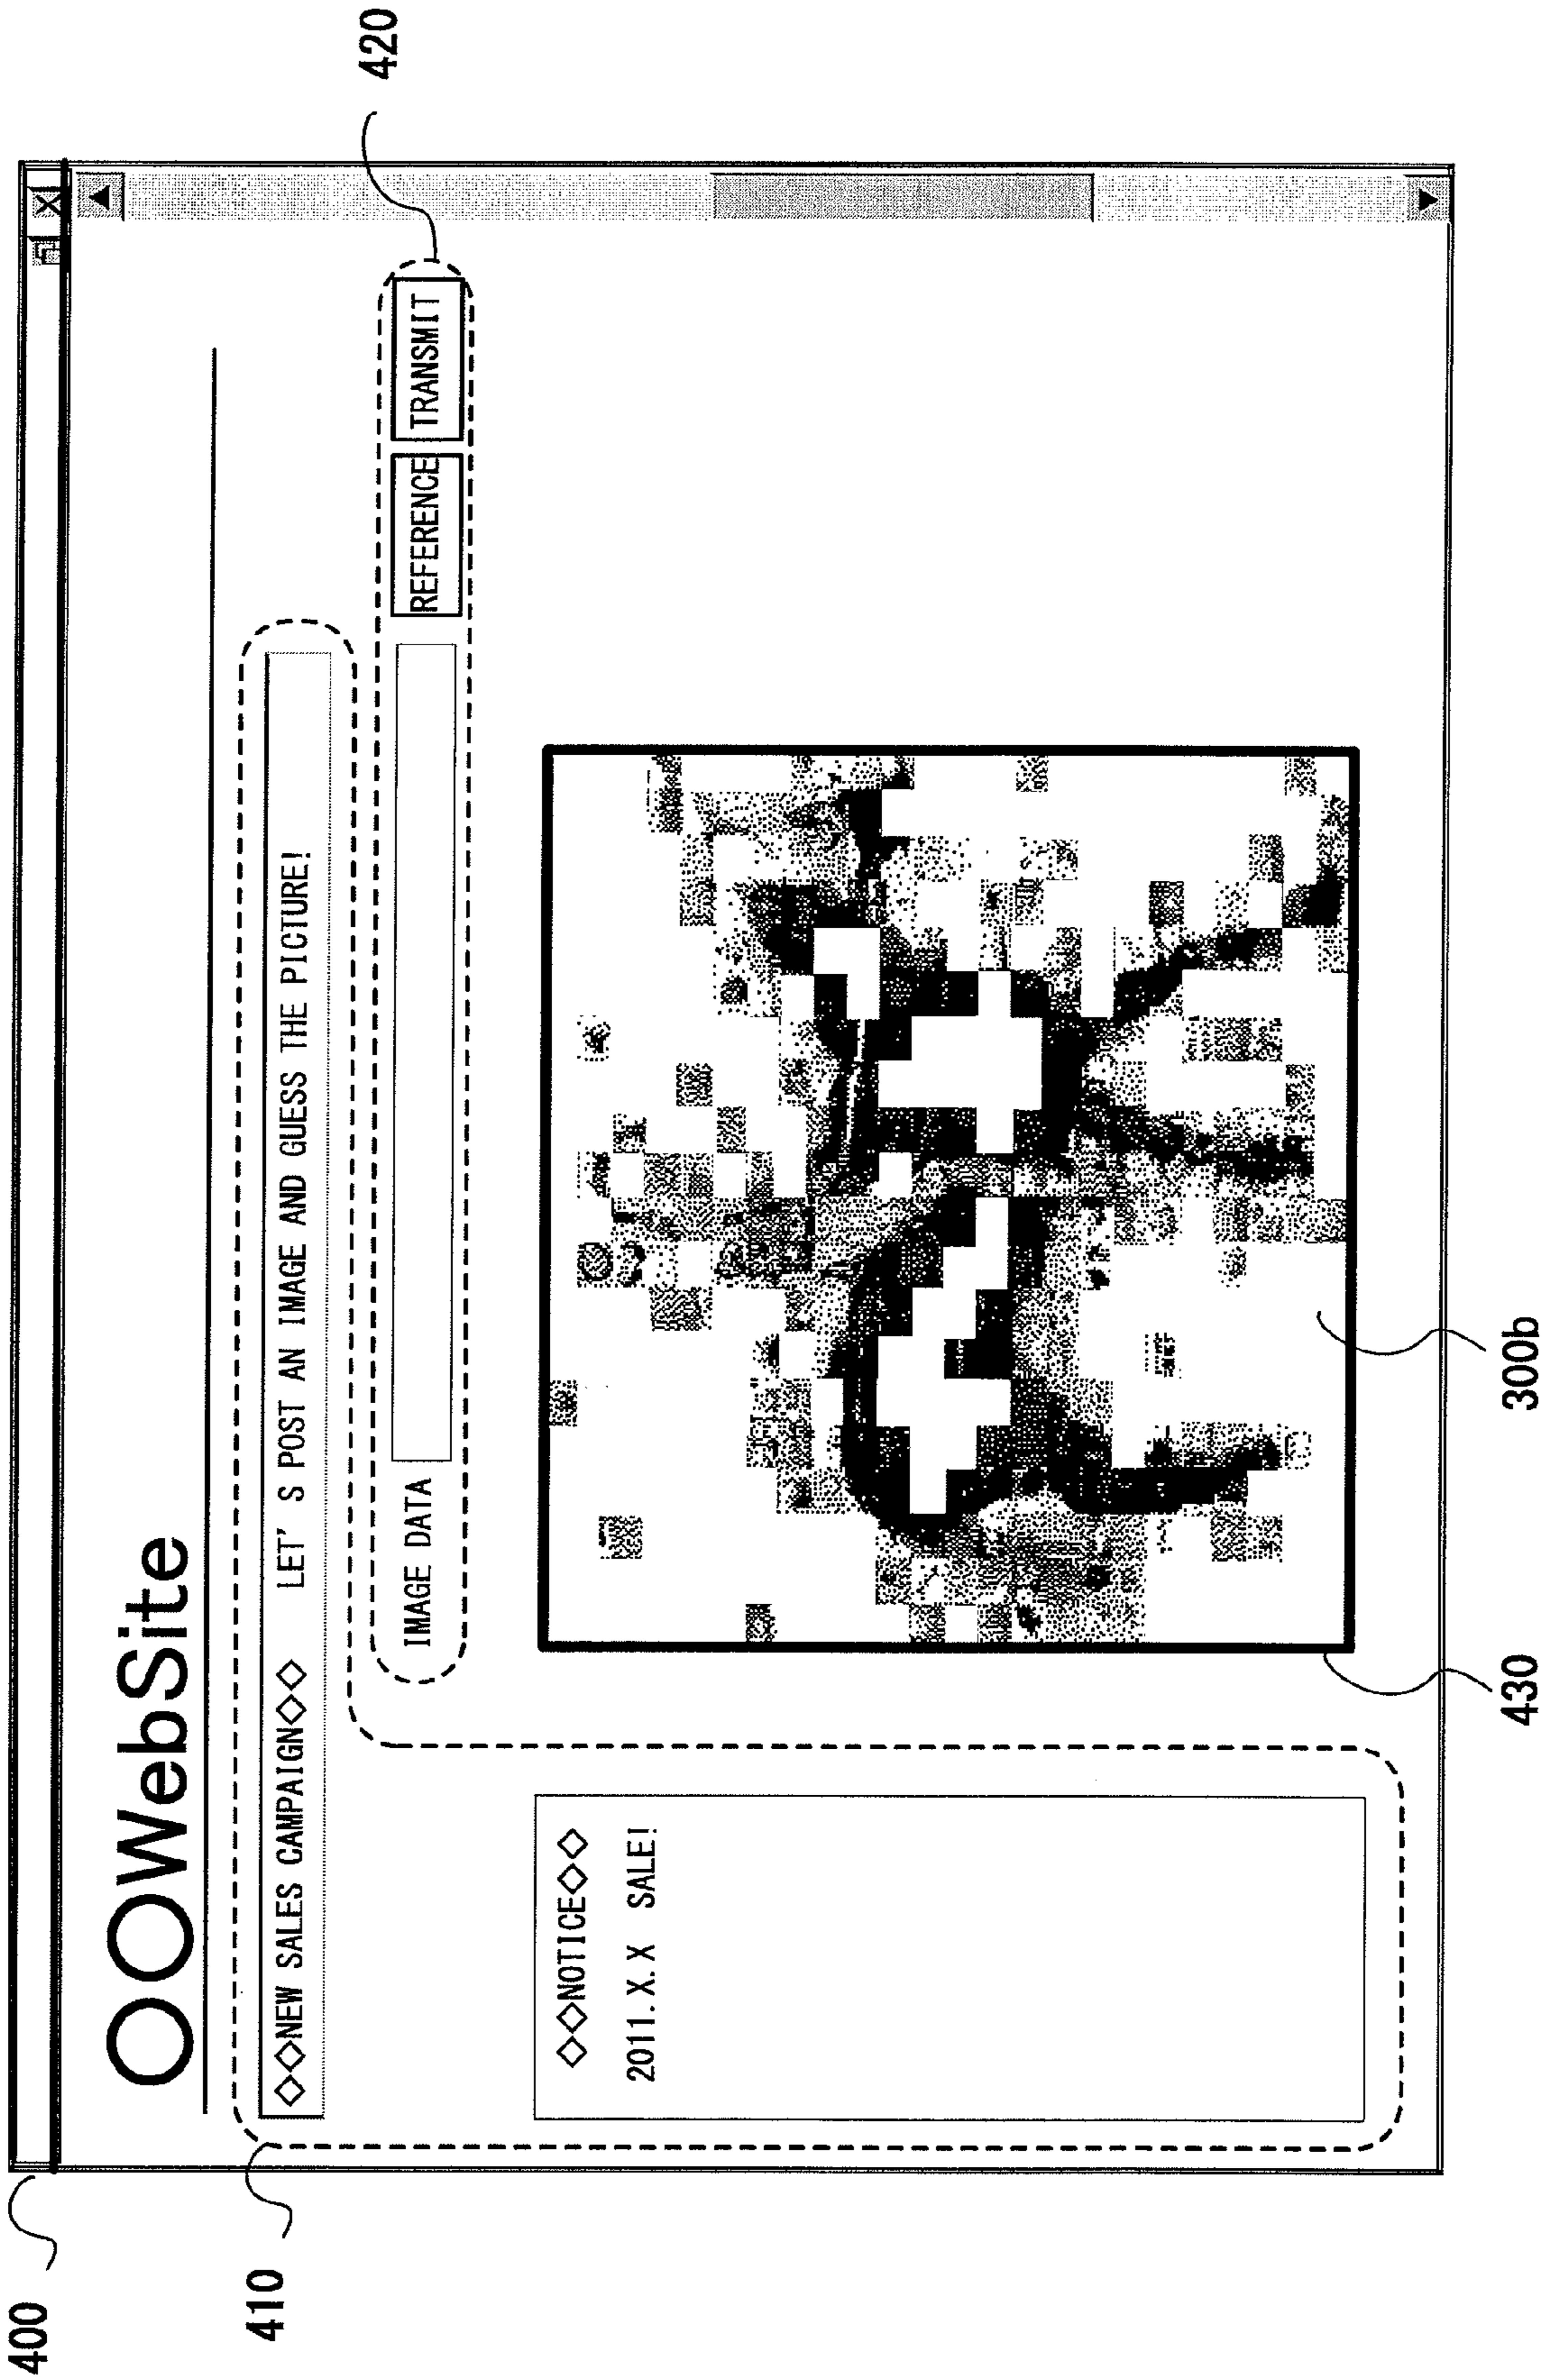 400
○○WebSite
410
◇◇NEW SALES CAMPAIGN◇◇ LET'S POST AN IMAGE AND GUESS THE PICTURE!
420
IMAGE DATA REFERENCE TRANSMIT
◇◇NOTICE◇◇
2011.X.X SALE!
430
300b